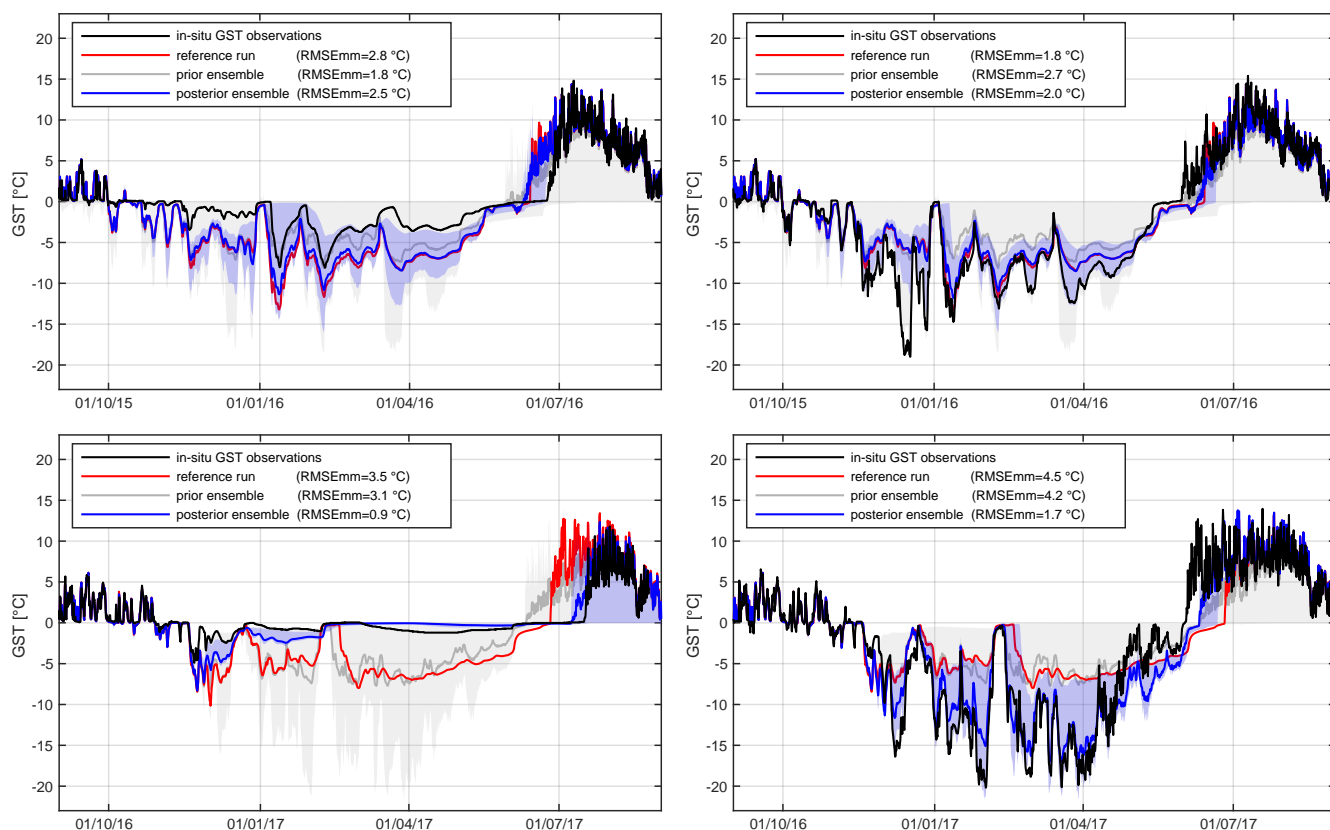 in-situ GST observations
reference run (RMSEmm=2.8 °C)
prior ensemble (RMSEmm=1.8 °C)
posterior ensemble (RMSEmm=2.5 °C)
20
15
10
5
0
-5
-10
-15
-20
GST [°C]
01/10/15 01/01/16 01/04/16 01/07/16
in-situ GST observations
reference run (RMSEmm=1.8 °C)
prior ensemble (RMSEmm=2.7 °C)
posterior ensemble (RMSEmm=2.0 °C)
20
15
10
5
0
-5
-10
-15
-20
GST [°C]
01/10/15 01/01/16 01/04/16 01/07/16
in-situ GST observations
reference run (RMSEmm=3.5 °C)
prior ensemble (RMSEmm=3.1 °C)
posterior ensemble (RMSEmm=0.9 °C)
20
15
10
5
0
-5
-10
-15
-20
GST [°C]
01/10/16 01/01/17 01/04/17 01/07/17
in-situ GST observations
reference run (RMSEmm=4.5 °C)
prior ensemble (RMSEmm=4.2 °C)
posterior ensemble (RMSEmm=1.7 °C)
20
15
10
5
0
-5
-10
-15
-20
GST [°C]
01/10/16 01/01/17 01/04/17 01/07/17